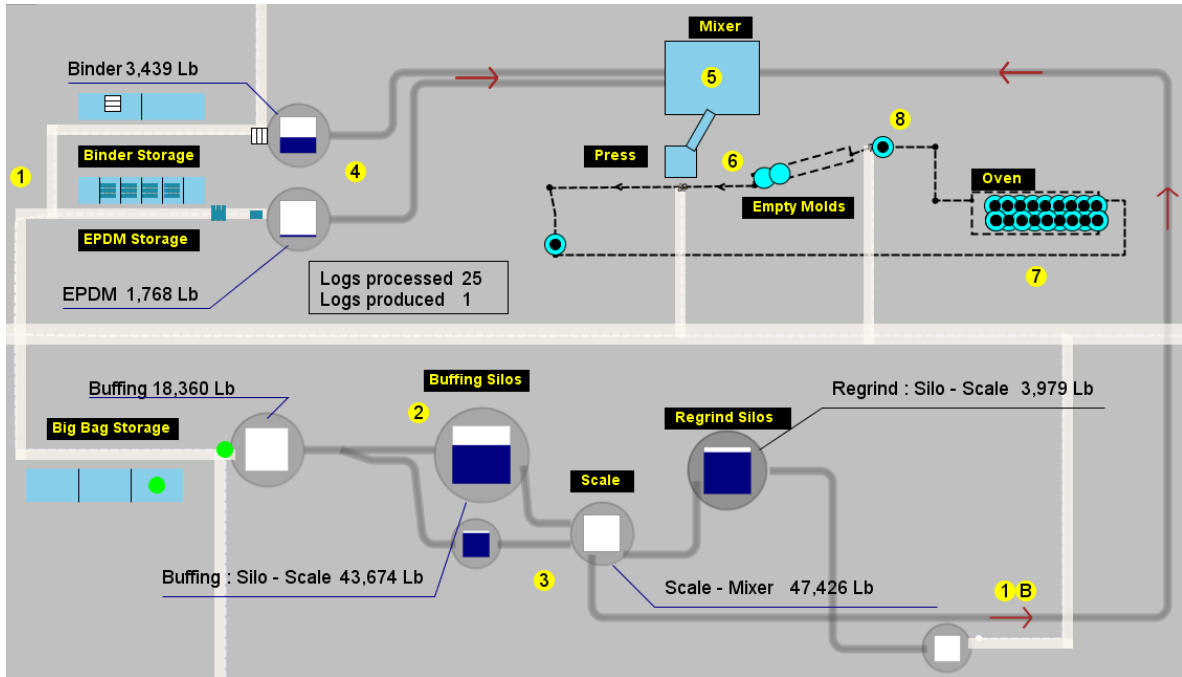 Mixer
Binder 3,439 Lb
5
8
Binder Storage
Press
6
1
4
Oven
Empty Molds
EPDM Storage
Logs processed 25
Logs produced 1
7
EPDM 1,768 Lb
Buffing 18,360 Lb
Buffing Silos
Regrind : Silo - Scale 3,979 Lb
2
Regrind Silos
Big Bag Storage
Scale
Buffing : Silo - Scale 43,674 Lb
3
Scale - Mixer 47,426 Lb
1 B